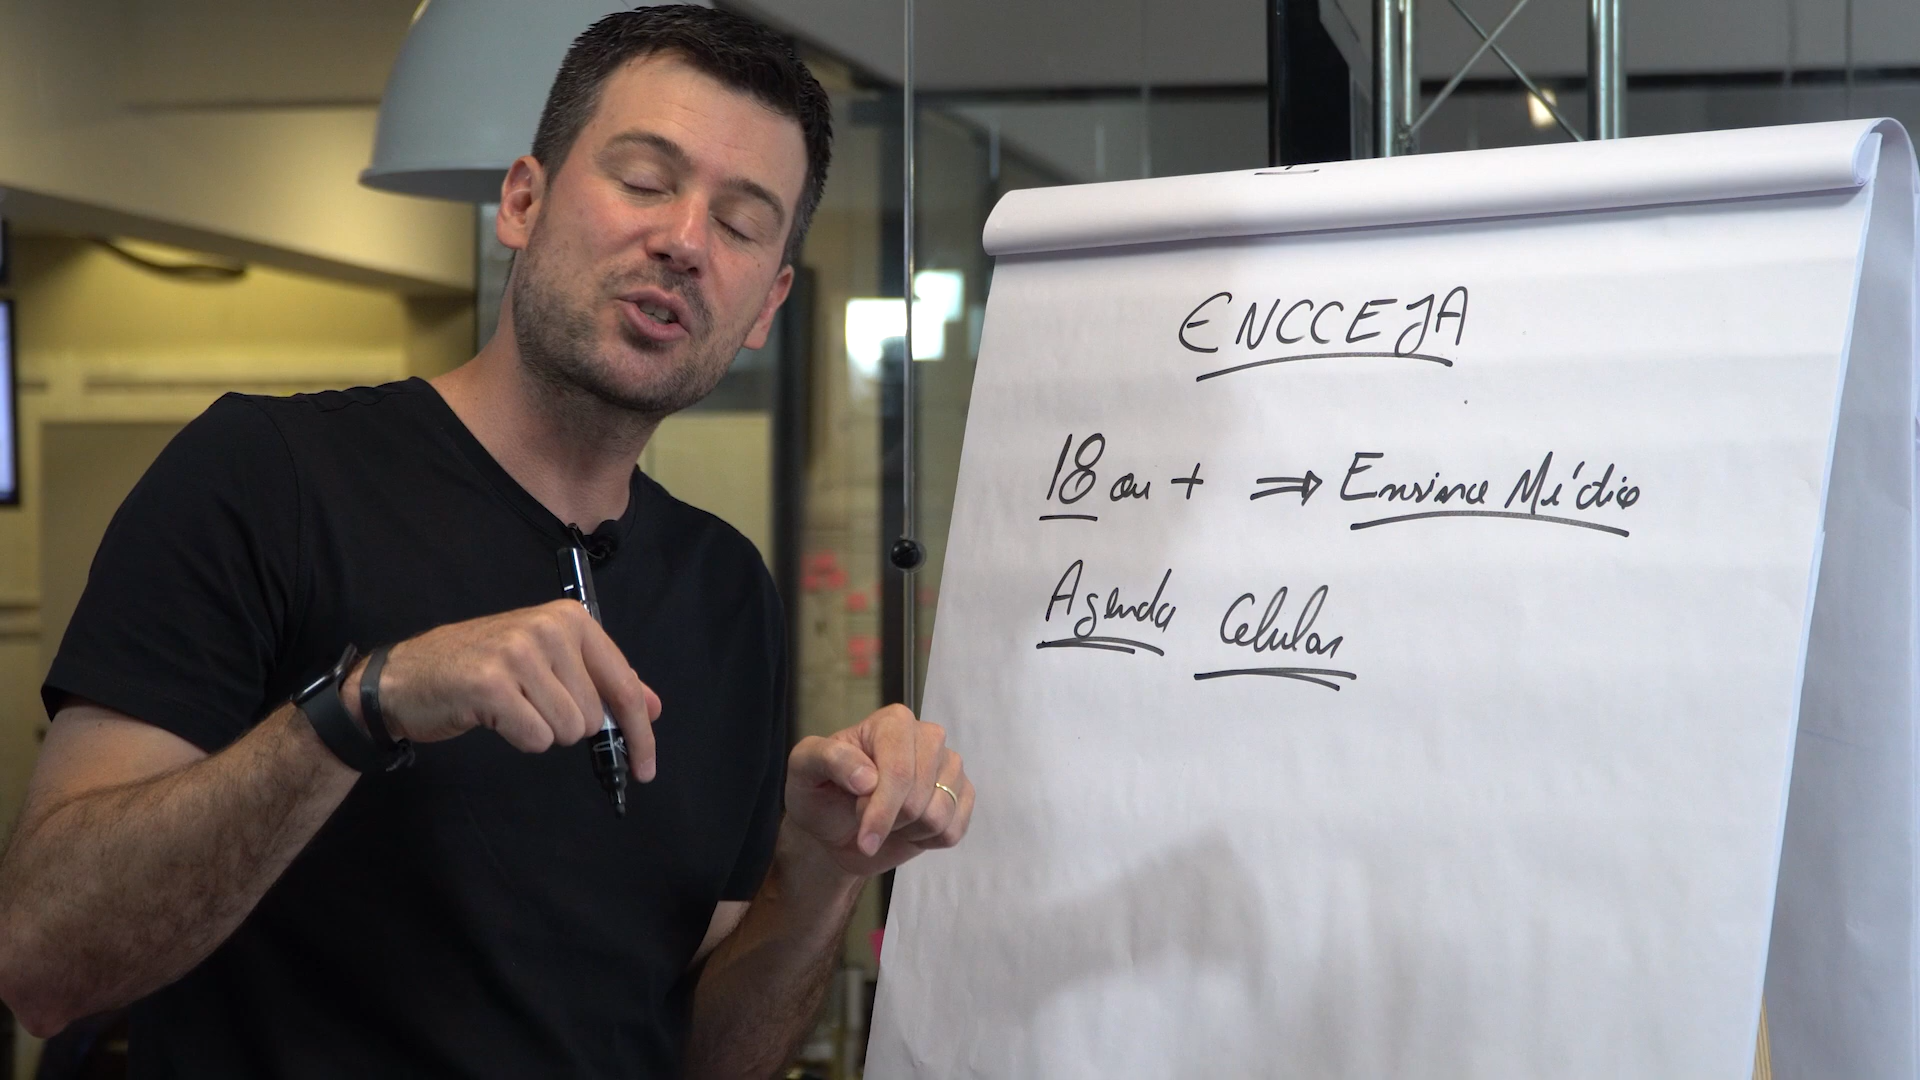 ENCCEJA
18 ou + ⇒ Ensino Médio
Agenda Celular